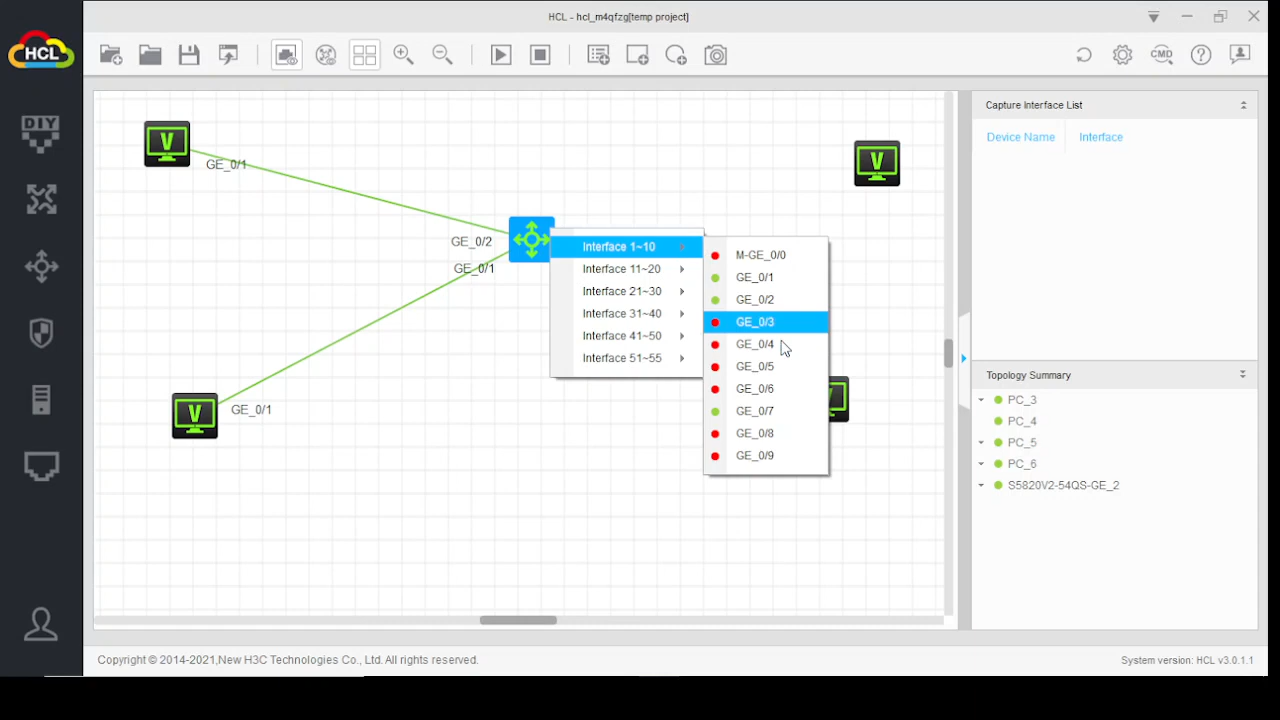 HCL - hcl_m4qfzg[temp project]
HCL
CMD
DIY
Capture Interface List
Device Name Interface
V
GE_0/1
V
GE_0/2
GE_0/1
Interface 1~10
Interface 11~20
Interface 21~30
Interface 31~40
Interface 41~50
Interface 51~55
M-GE_0/0
GE_0/1
GE_0/2
GE_0/3
GE_0/4
GE_0/5
GE_0/6
GE_0/7
GE_0/8
GE_0/9
V
GE_0/1
V
Topology Summary
PC_3
PC_4
PC_5
PC_6
S5820V2-54QS-GE_2
Copyright © 2014-2021,New H3C Technologies Co., Ltd. All rights reserved.
System version: HCL v3.0.1.1